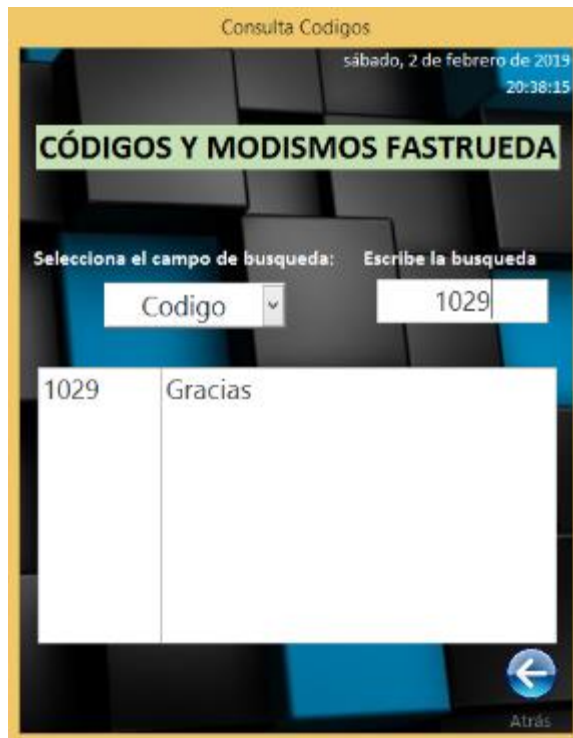 Consulta Codigos
sábado, 2 de febrero de 2019
20:38:15
CÓDIGOS Y MODISMOS FASTRUEDA
Selecciona el campo de busqueda: Escribe la busqueda
Codigo 1029
1029 Gracias
Atrás